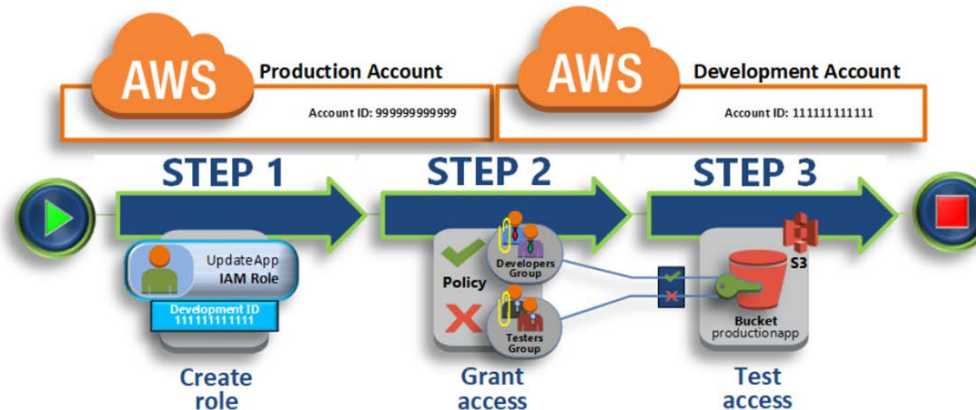 AWS
Production Account
Account ID: 999999999999
AWS
Development Account
Account ID: 111111111111
STEP 1
STEP 2
STEP 3
UpdateApp
IAM Role
Development ID
111111111111
Policy
Developers
Group
Testers
Group
S3
Bucket
productionapp
Create
role
Grant
access
Test
access